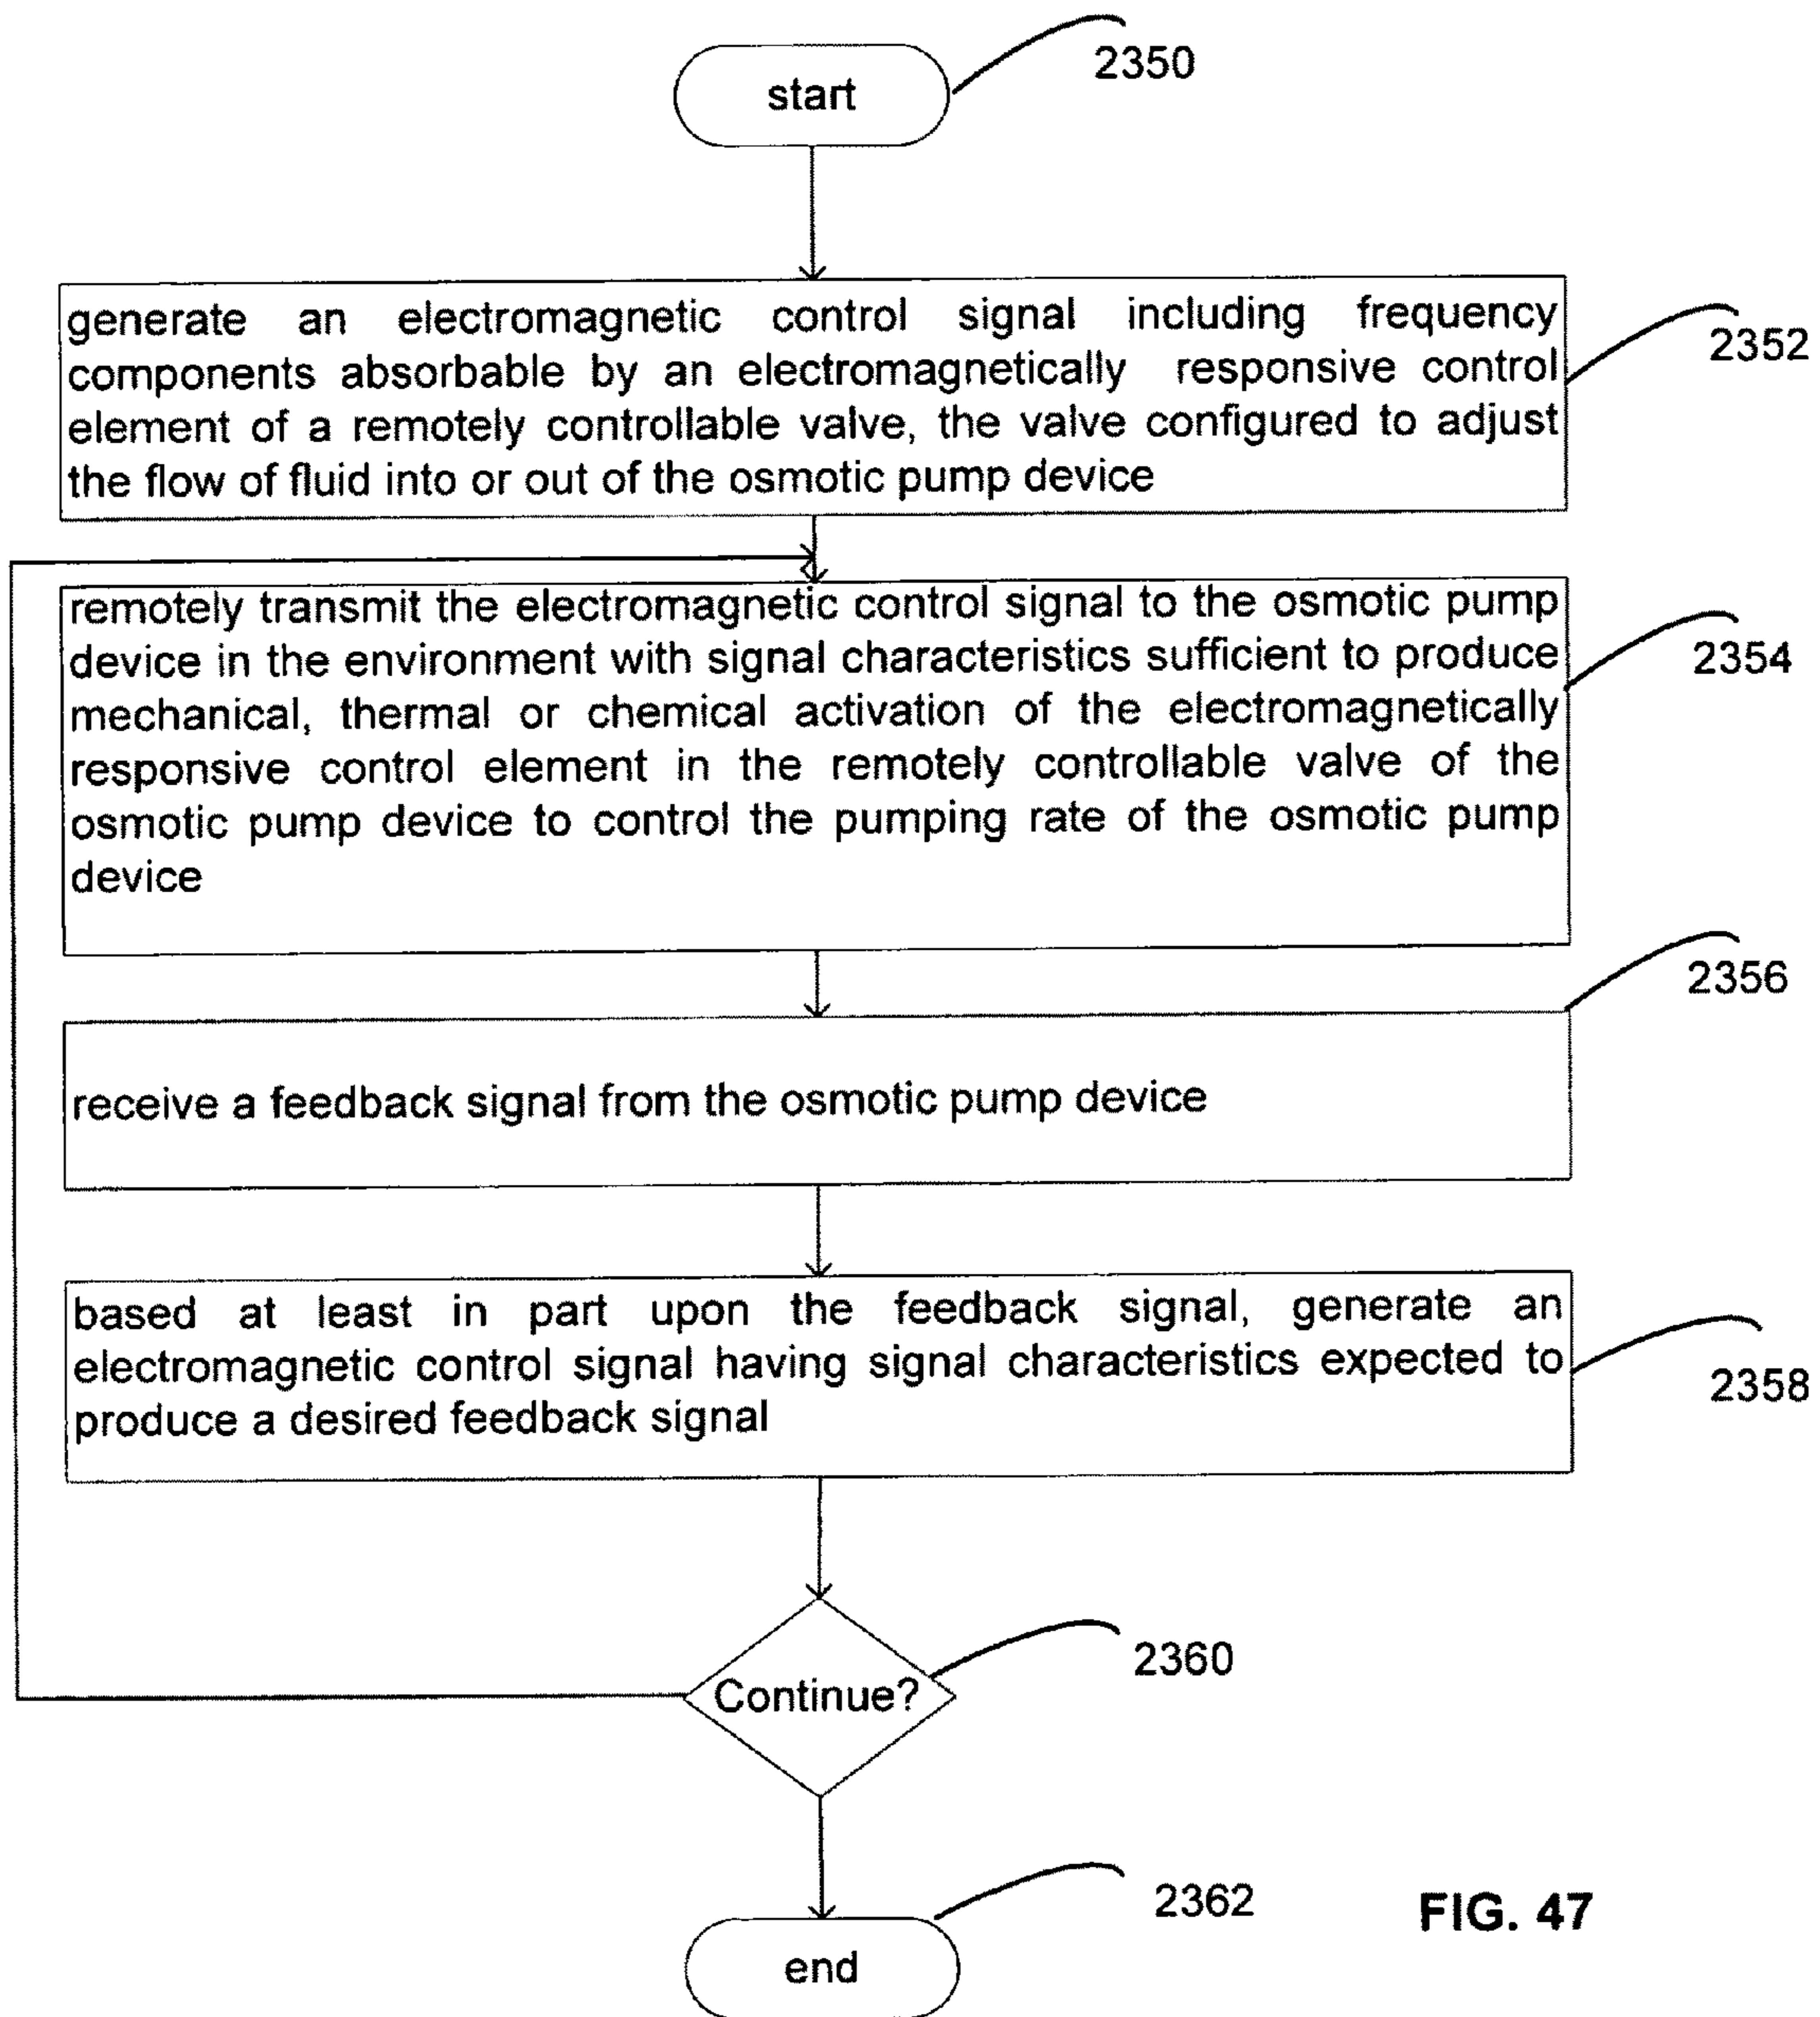 start
2350
generate an electromagnetic control signal including frequency
components absorbable by an electromagnetically responsive control
element of a remotely controllable valve, the valve configured to adjust
the flow of fluid into or out of the osmotic pump device
2352
remotely transmit the electromagnetic control signal to the osmotic pump
device in the environment with signal characteristics sufficient to produce
mechanical, thermal or chemical activation of the electromagnetically
responsive control element in the remotely controllable valve of the
osmotic pump device to control the pumping rate of the osmotic pump
device
2354
receive a feedback signal from the osmotic pump device
2356
based at least in part upon the feedback signal, generate an
electromagnetic control signal having signal characteristics expected to
produce a desired feedback signal
2358
Continue?
2360
end
2362
FIG. 47